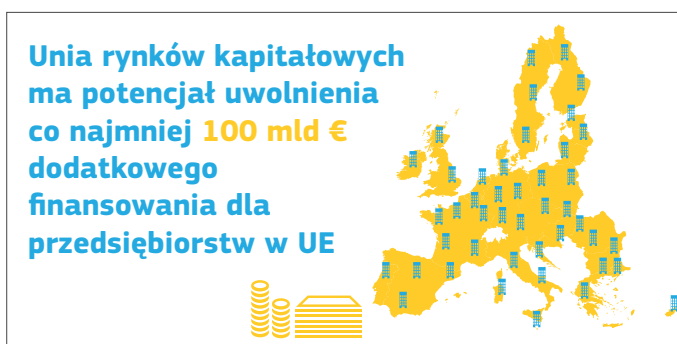 Unia rynków kapitałowych
ma potencjał uwolnienia
co najmniej 100 mld €
dodatkowego
finansowania dla
przedsiębiorstw w UE